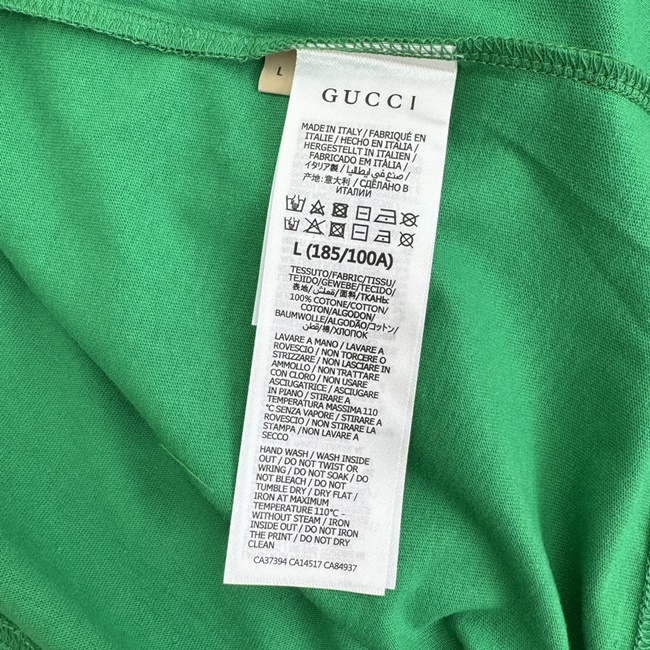 L
GUCCI
MADE IN ITALY / FABRIQUÉ EN
ITALIE / HECHO EN ITALIA /
HERGESTELLT IN ITALIEN /
FABRICADO EM ITÀLIA /
イタリア製 / صنع في ايطاليا /
产地: 意大利 / СДЕЛАНО В
ИТАЛИИ
L (185/100A)
TESSUTO/FABRIC/TISSU/
TEJIDO/GEWEBE/TECIDO/
表地/قماش/面料/ТКАНЬ:
100% COTONE/COTTON/
COTON/ALGODON/
BAUMWOLLE/ALGODÃO/コットン/
قطن/棉/ХЛОПОК
LAVARE A MANO / LAVARE A
ROVESCIO / NON TORCERE O
STRIZZARE / NON LASCIARE IN
AMMOLLO / NON TRATTARE
CON CLORO / NON USARE
ASCIUGATRICE / ASCIUGARE
IN PIANO / STIRARE A
TEMPERATURA MASSIMA 110
°C SENZA VAPORE / STIRARE A
ROVESCIO / NON STIRARE LA
STAMPA /NON LAVARE A
SECCO
HAND WASH / WASH INSIDE
OUT / DO NOT TWIST OR
WRING / DO NOT SOAK / DO
NOT BLEACH / DO NOT
TUMBLE DRY / DRY FLAT /
IRON AT MAXIMUM
TEMPERATURE 110°C -
WITHOUT STEAM / IRON
INSIDE OUT / DO NOT IRON
THE PRINT / DO NOT DRY
CLEAN
CA37394 CA14517 CA84937